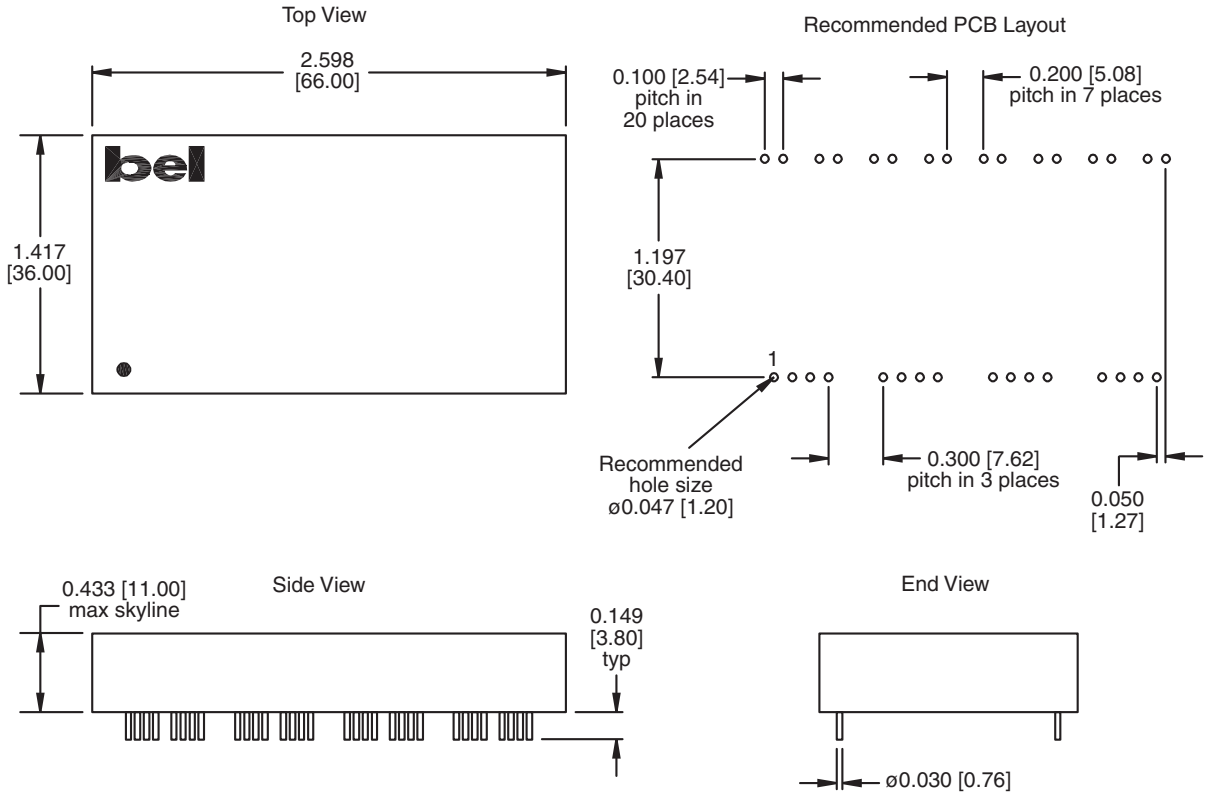 Top View
2.598
[66.00]
bel
1.417
[36.00]
Recommended PCB Layout
0.100 [2.54]
pitch in
20 places
0.200 [5.08]
pitch in 7 places
1.197
[30.40]
1
Recommended
hole size
ø0.047 [1.20]
0.300 [7.62]
pitch in 3 places
0.050
[1.27]
Side View
0.433 [11.00]
max skyline
0.149
[3.80]
typ
End View
ø0.030 [0.76]